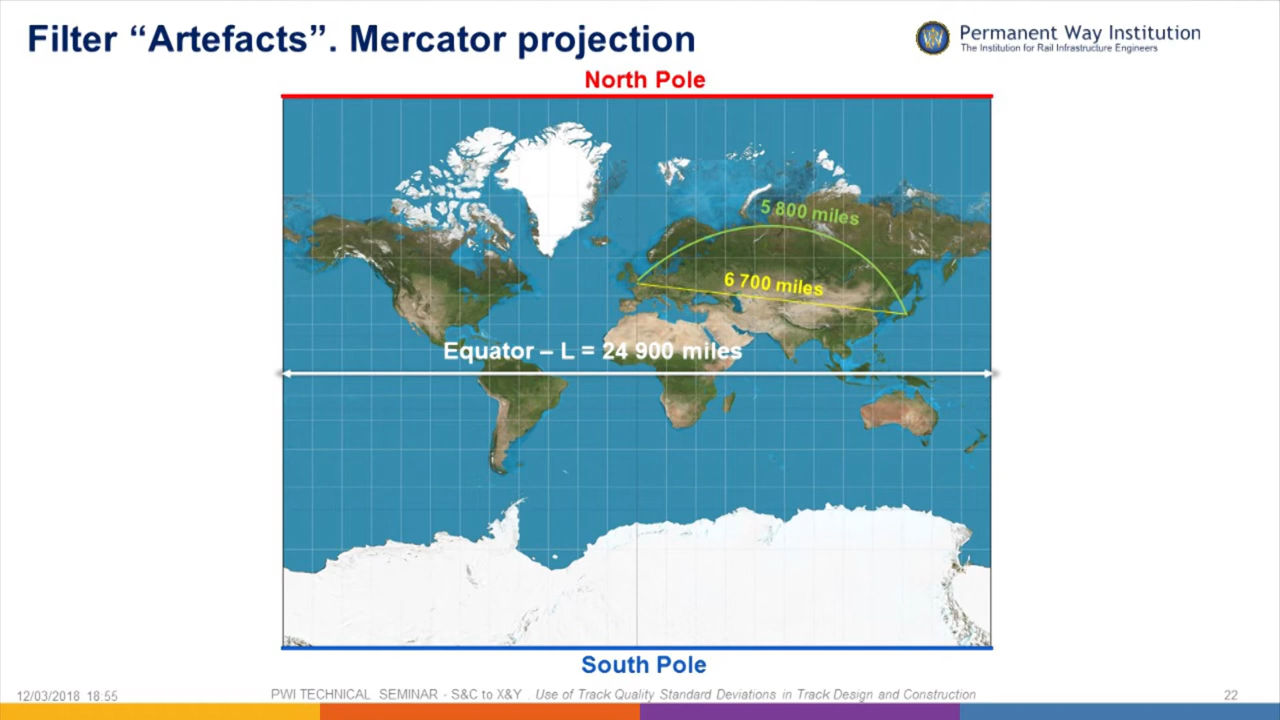 Filter “Artefacts”. Mercator projection
Permanent Way Institution
The Institution for Rail Infrastructure Engineers
North Pole
5 800 miles
6 700 miles
Equator – L = 24 900 miles
South Pole
12/03/2018 18:55
PWI TECHNICAL SEMINAR - S&C to X&Y . Use of Track Quality Standard Deviations in Track Design and Construction
22